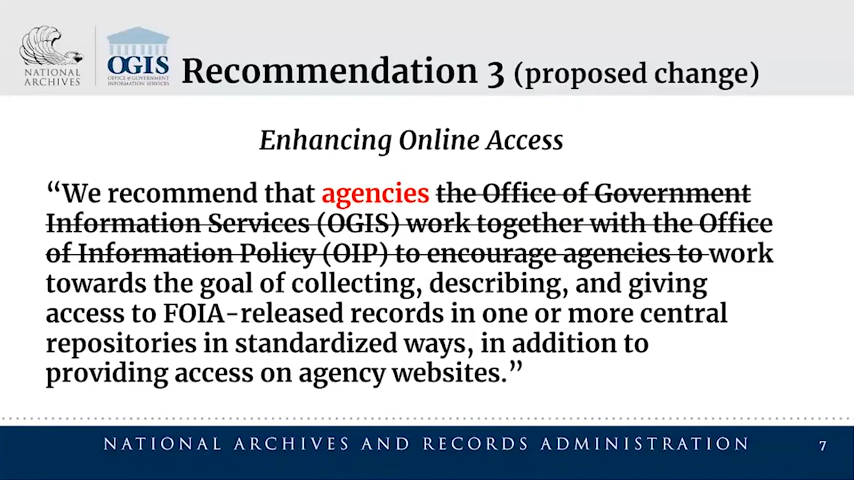 NATIONAL
ARCHIVES
OGIS
OFFICE of GOVERNMENT
INFORMATION SERVICES
Recommendation 3 (proposed change)
Enhancing Online Access
“We recommend that agencies the Office of Government
Information Services (OGIS) work together with the Office
of Information Policy (OIP) to encourage agencies to work
towards the goal of collecting, describing, and giving
access to FOIA-released records in one or more central
repositories in standardized ways, in addition to
providing access on agency websites.”
NATIONAL ARCHIVES AND RECORDS ADMINISTRATION
7